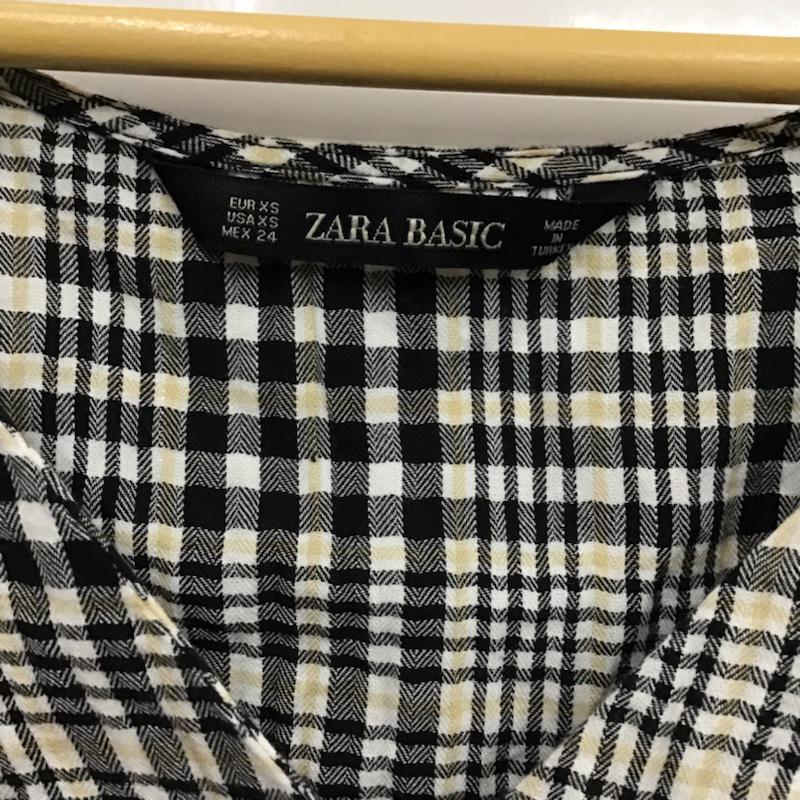 EUR XS
USA XS
MEX 24
ZARA BASIC
MADE
IN
TURKEY